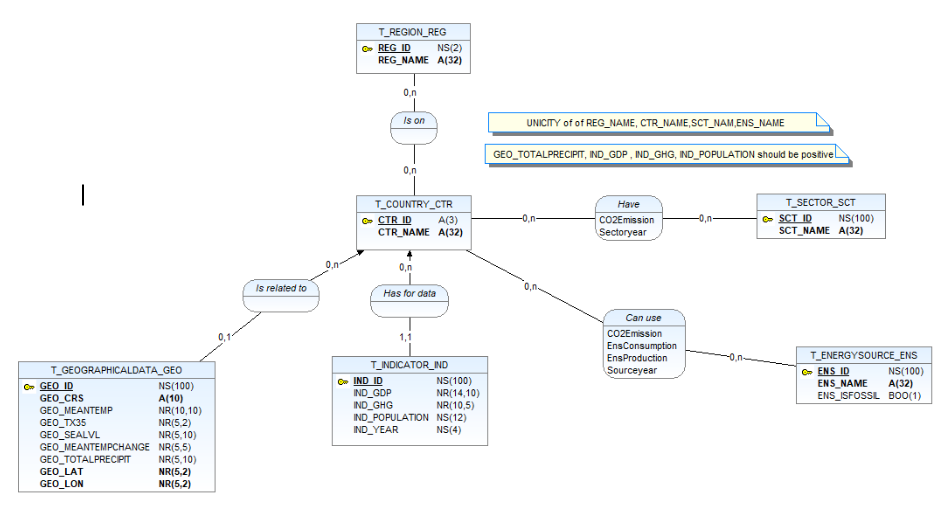 T_REGION_REG
REG_ID NS(2)
REG_NAME A(32)
0,n
Is on
UNICITY of of REG_NAME, CTR_NAME,SCT_NAM,ENS_NAME
GEO_TOTALPRECIPIT, IND_GDP , IND_GHG, IND_POPULATION should be positive
0,n
T_COUNTRY_CTR
CTR_ID A(3)
CTR_NAME A(32)
0,n
Have
CO2Emission
Sectoryear
0,n
T_SECTOR_SCT
SCT_ID NS(100)
SCT_NAME A(32)
0,n
Is related to
0,1
0,n
Has for data
1,1
0,n
Can use
CO2Emission
EnsConsumption
EnsProduction
Sourceyear
0,n
T_ENERGYSOURCE_ENS
ENS_ID NS(100)
ENS_NAME A(32)
ENS_ISFOSSIL BOO(1)
T_GEOGRAPHICALDATA_GEO
GEO_ID NS(100)
GEO_CRS A(10)
GEO_MEANTEMP NR(10,10)
GEO_TX35 NR(5,2)
GEO_SEALVL NR(5,10)
GEO_MEANTEMPCHANGE NR(5,5)
GEO_TOTALPRECIPIT NR(5,10)
GEO_LAT NR(5,2)
GEO_LON NR(5,2)
T_INDICATOR_IND
IND_ID NS(100)
IND_GDP NR(14,10)
IND_GHG NR(10,5)
IND_POPULATION NS(12)
IND_YEAR NS(4)